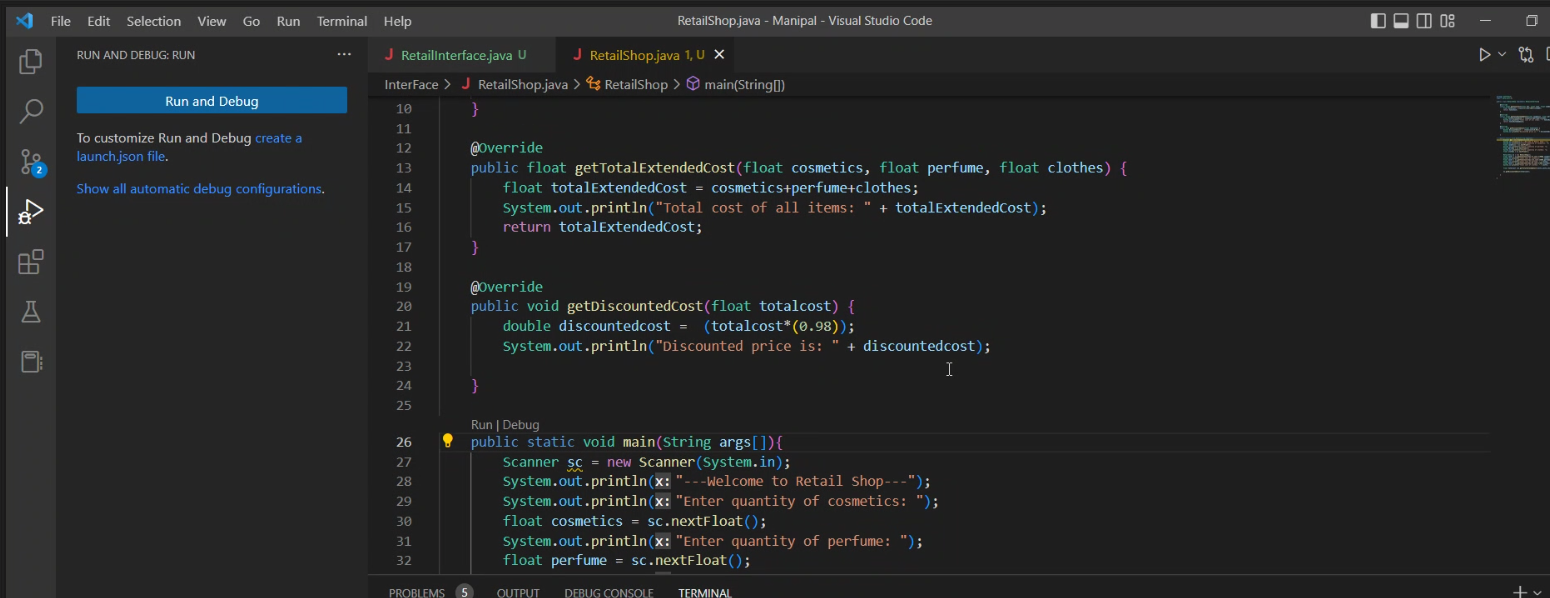 File Edit Selection View Go Run Terminal Help RetailShop.java - Manipal - Visual Studio Code
RUN AND DEBUG: RUN ···
Run and Debug
To customize Run and Debug create a
launch.json file.
Show all automatic debug configurations.
2
J RetailInterface.java U J RetailShop.java 1, U ×
InterFace > J RetailShop.java > RetailShop > main(String[])
10 }
11
12 @Override
13 public float getTotalExtendedCost(float cosmetics, float perfume, float clothes) {
14 float totalExtendedCost = cosmetics+perfume+clothes;
15 System.out.println("Total cost of all items: " + totalExtendedCost);
16 return totalExtendedCost;
17 }
18
19 @Override
20 public void getDiscountedCost(float totalcost) {
21 double discountedcost =  (totalcost*(0.98));
22 System.out.println("Discounted price is: " + discountedcost);
23
24 }
25
Run | Debug
26 public static void main(String args[]){
27 Scanner sc = new Scanner(System.in);
28 System.out.println(x: "---Welcome to Retail Shop---");
29 System.out.println(x: "Enter quantity of cosmetics: ");
30 float cosmetics = sc.nextFloat();
31 System.out.println(x: "Enter quantity of perfume: ");
32 float perfume = sc.nextFloat();
PROBLEMS 5 OUTPUT DEBUG CONSOLE TERMINAL